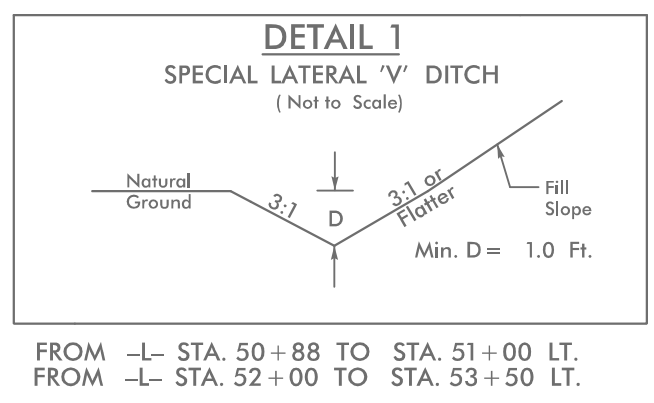 DETAIL 1
SPECIAL LATERAL 'V' DITCH
( Not to Scale)
Natural
Ground
3:1
D
3:1 or
Flatter
Fill
Slope
Min. D = 1.0 Ft.
FROM –L– STA. 50+88 TO STA. 51+00 LT.
FROM –L– STA. 52+00 TO STA. 53+50 LT.